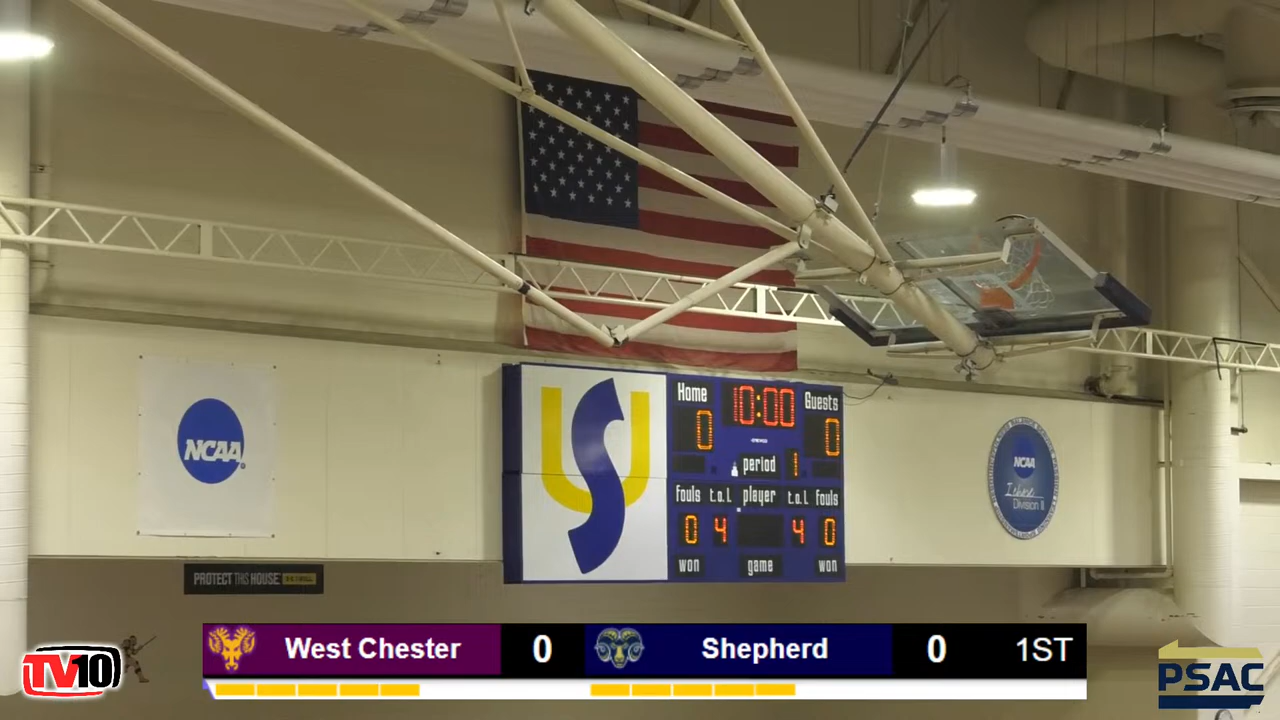 NCAA
Home
10:00
Guests
0
0
period
1
fouls
t.o.l
player
t.o.l
fouls
0
4
4
0
won
game
won
NCAA
Division II
PROTECT THIS HOUSE
West Chester
0
Shepherd
0
1ST
TV10
PSAC